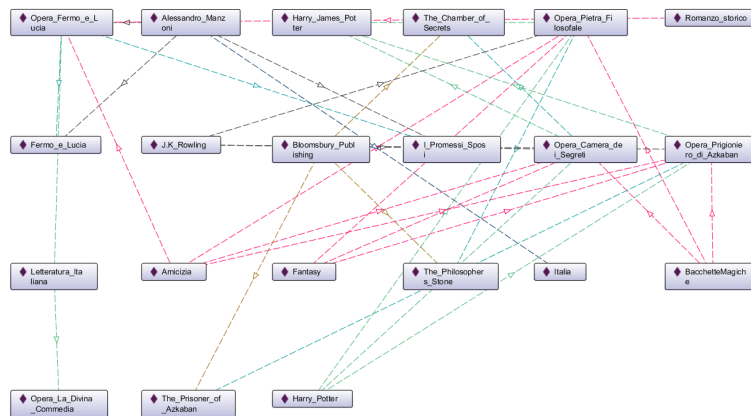 Opera_Fermo_e_L
ucia
Alessandro_Manz
oni
Harry_James_Pot
ter
The_Chamber_of_
Secrets
Opera_Pietra_Fi
losofale
Romanzo_storico
Fermo_e_Lucia
J.K_Rowling
Bloomsbury_Publ
ishing
I_Promessi_Spos
i
Opera_Camera_de
i_Segreti
Opera_Prigionie
ro_di_Azkaban
Letteratura_Ita
liana
Amicizia
Fantasy
The_Philosopher
s_Stone
Italia
BacchetteMagich
e
Opera_La_Divina
_Commedia
The_Prisoner_of
_Azkaban
Harry_Potter